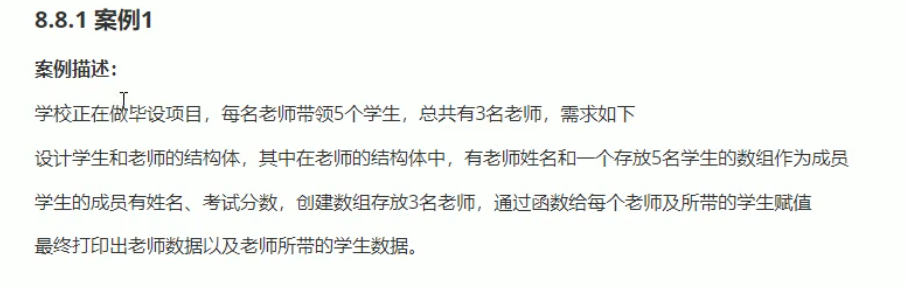 8.8.1 案例1
案例描述：
学校正在做毕设项目，每名老师带领5个学生，总共有3名老师，需求如下
设计学生和老师的结构体，其中在老师的结构体中，有老师姓名和一个存放5名学生的数组作为成员
学生的成员有姓名、考试分数，创建数组存放3名老师，通过函数给每个老师及所带的学生赋值
最终打印出老师数据以及老师所带的学生数据。